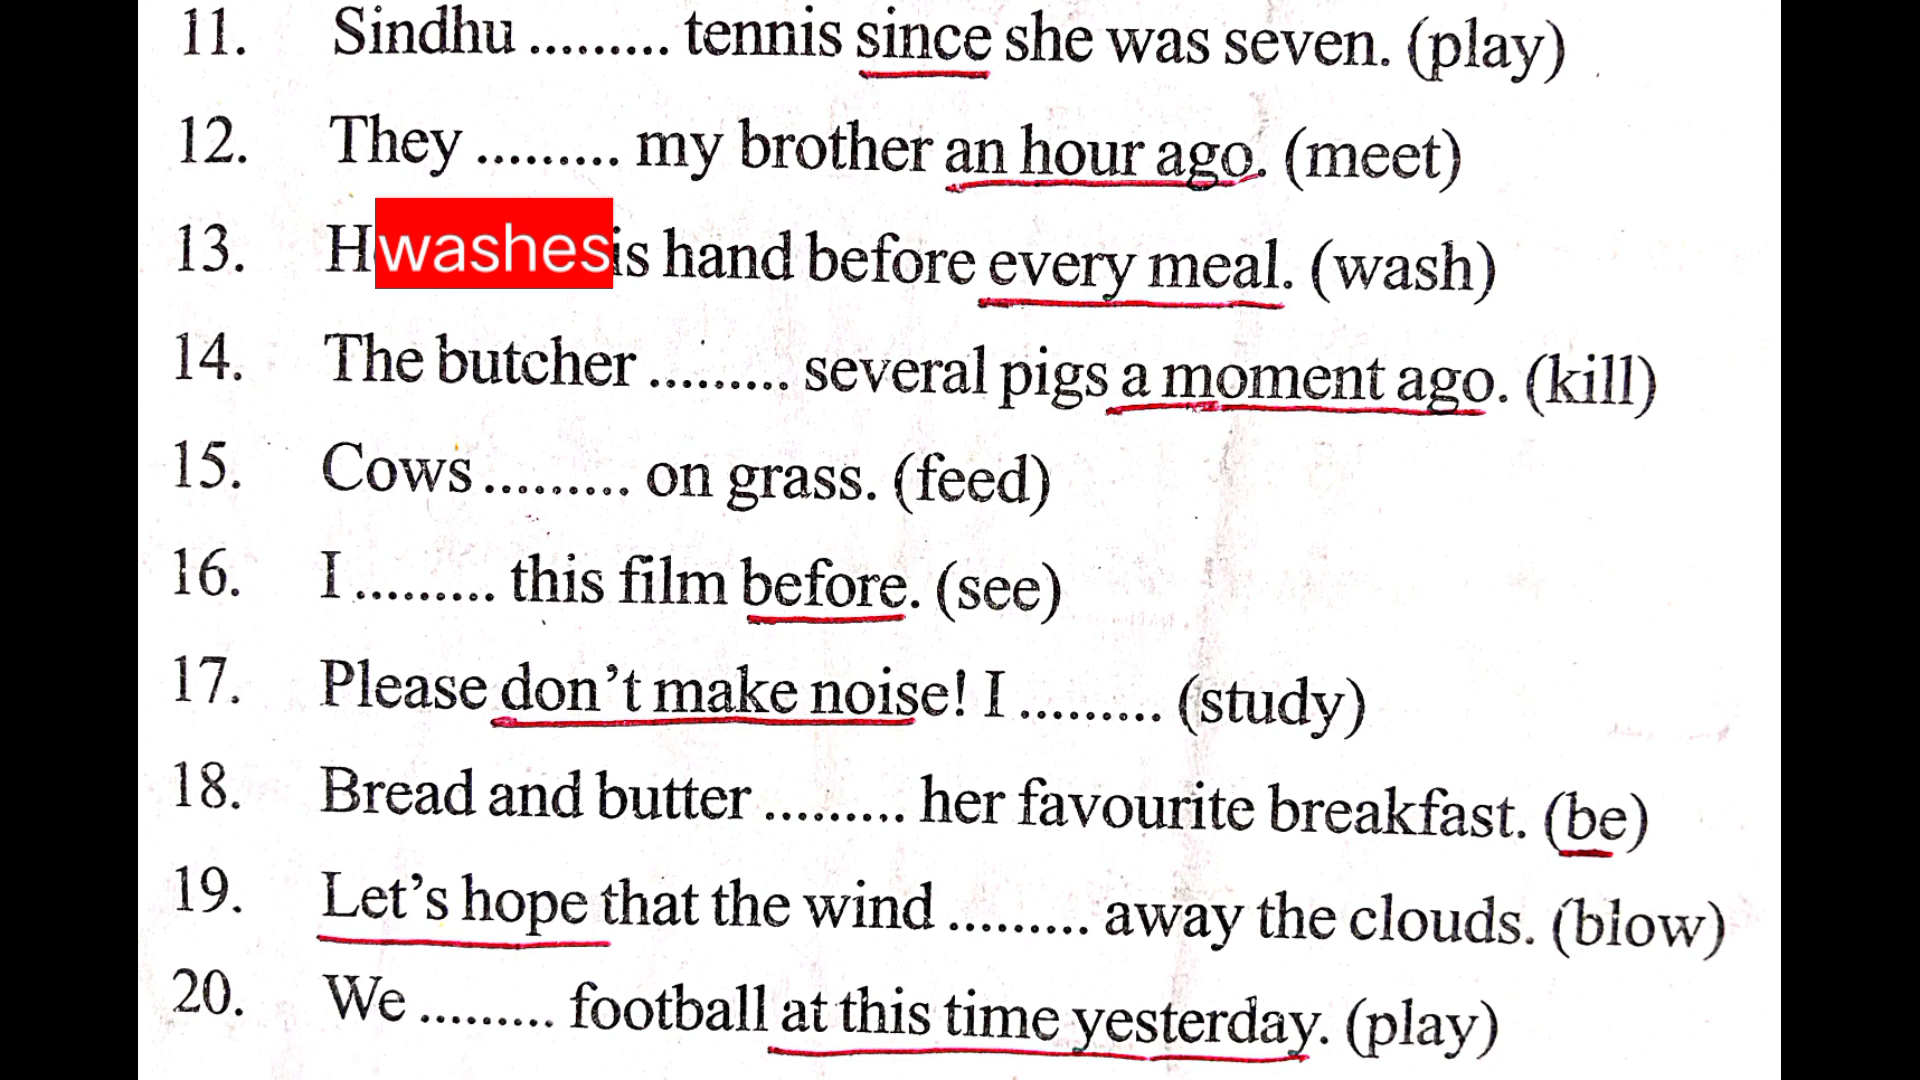 11. Sindhu ......... tennis since she was seven. (play)
12. They ......... my brother an hour ago. (meet)
13. H washes is hand before every meal. (wash)
14. The butcher ......... several pigs a moment ago. (kill)
15. Cows ......... on grass. (feed)
16. I ......... this film before. (see)
17. Please don't make noise! I ......... (study)
18. Bread and butter ......... her favourite breakfast. (be)
19. Let's hope that the wind ......... away the clouds. (blow)
20. We ......... football at this time yesterday. (play)